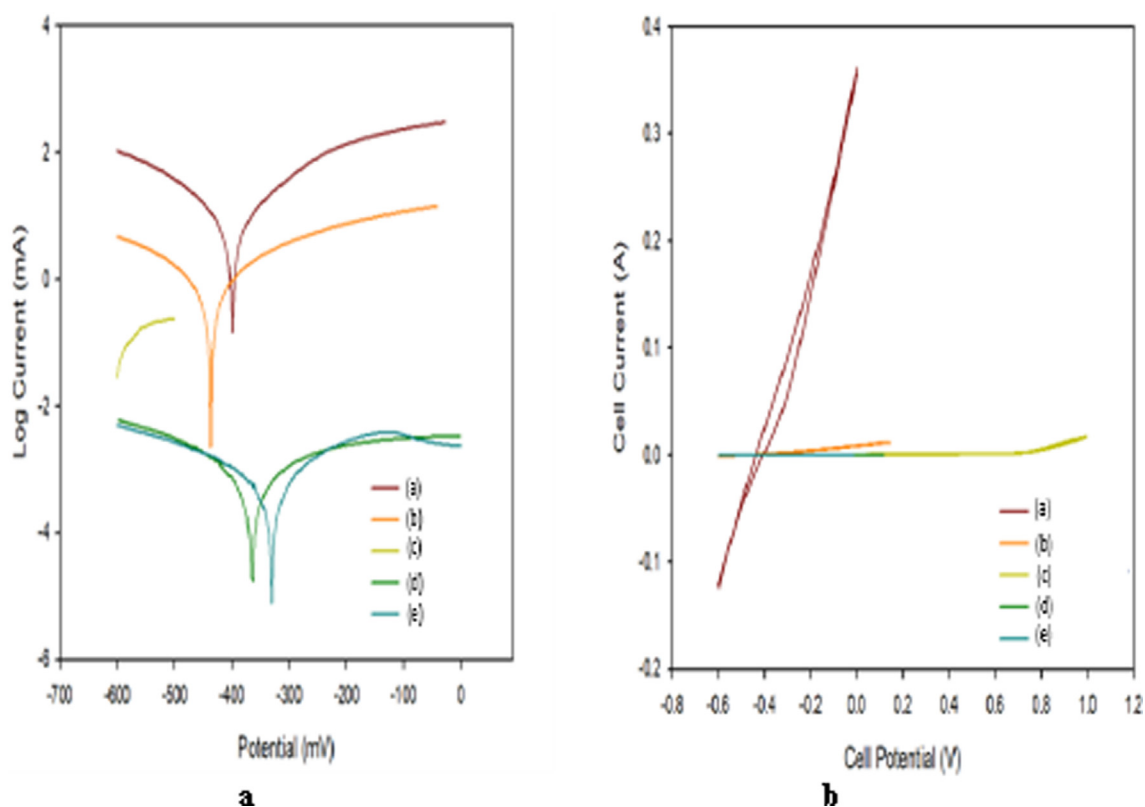 4
2
0
-2
-4
-6
-700
-600
-500
-400
-300
-200
-100
0
Log Current (mA)
Potential (mV)
(a)
(b)
(c)
(d)
(e)
a
0.4
0.3
0.2
0.1
0.0
-0.1
-0.2
-0.8
-0.6
-0.4
-0.2
0.0
0.2
0.4
0.6
0.8
1.0
1.2
Cell Current (A)
Cell Potential (V)
(a)
(b)
(c)
(d)
(e)
b